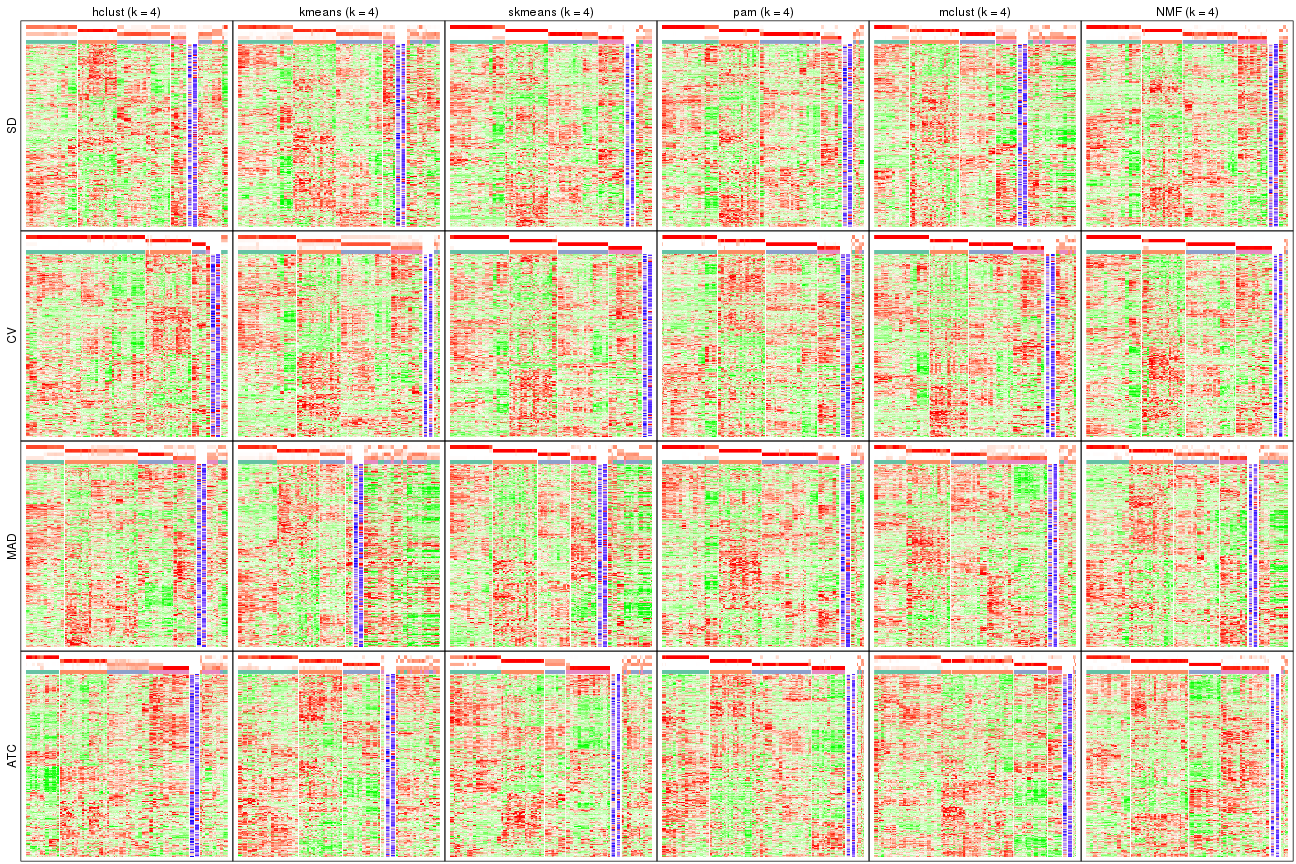 hclust (k = 4) kmeans (k = 4) skmeans (k = 4) pam (k = 4) mclust (k = 4) NMF (k = 4)
SD
CV
MAD
ATC